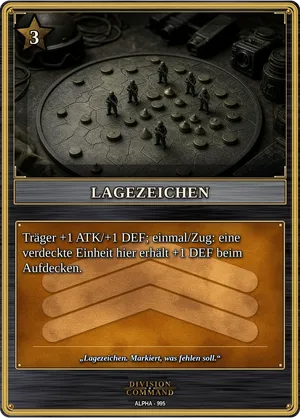 3
LAGEZEICHEN
Träger +1 ATK/+1 DEF; einmal/Zug: eine
verdeckte Einheit hier erhält +1 DEF beim
Aufdecken.
„Lagezeichen. Markiert, was fehlen soll.“
DIVISION
COMMAND
ALPHA - 995